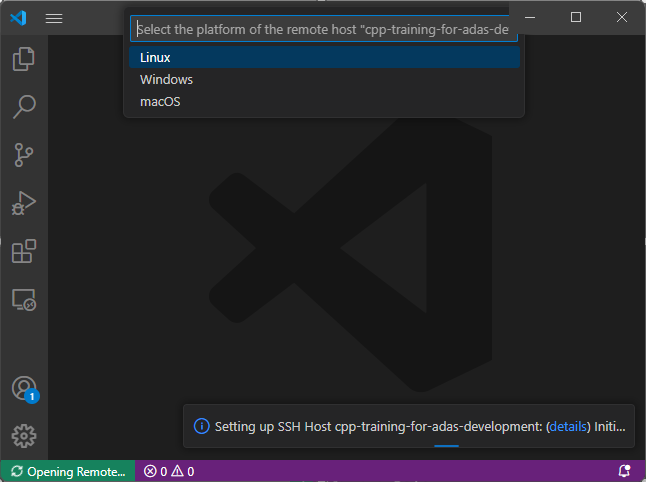 Select the platform of the remote host "cpp-training-for-adas-de
Linux
Windows
macOS
Setting up SSH Host cpp-training-for-adas-development: (details) Initi...
1
Opening Remote...
0
0